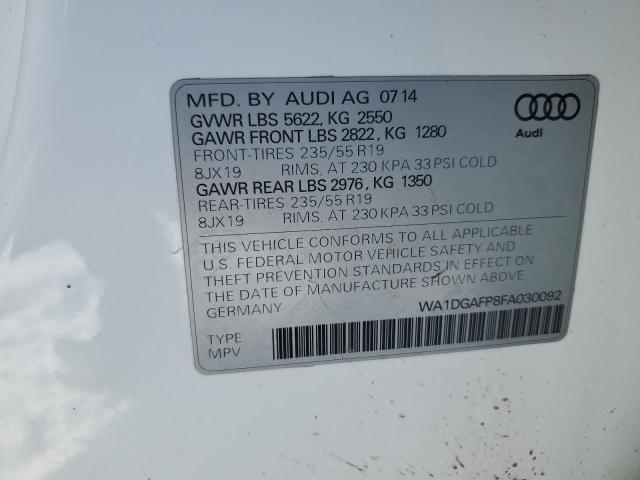 MFD. BY AUDI AG 07 14
GVWR LBS 5622, KG 2550
GAWR FRONT LBS 2822, KG 1280
FRONT-TIRES 235/55 R19
8JX19 RIMS, AT 230 KPA 33 PSI COLD
GAWR REAR LBS 2976, KG 1350
REAR-TIRES 235/55 R19
8JX19 RIMS, AT 230 KPA 33 PSI COLD
Audi
THIS VEHICLE CONFORMS TO ALL APPLICABLE
U.S. FEDERAL MOTOR VEHICLE SAFETY AND
THEFT PREVENTION STANDARDS IN EFFECT ON
THE DATE OF MANUFACTURE SHOWN ABOVE
GERMANY
WA1DGAFP8FA030092
TYPE:
MPV